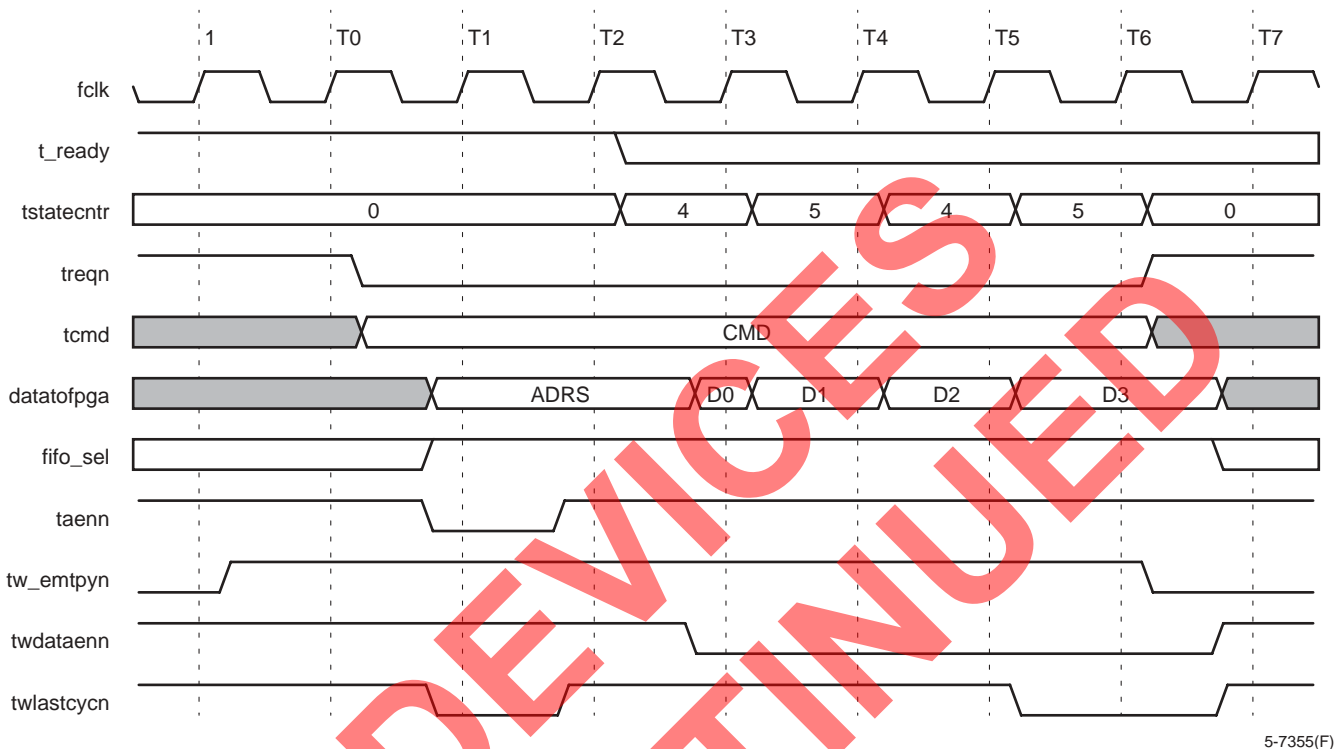 1 T0 T1 T2 T3 T4 T5 T6 T7
fclk
t_ready
tstatecntr 0 4 5 4 5 0
treqn
tcmd CMD
datatofpga ADRS D0 D1 D2 D3
fifo_sel
taenn
tw_emtpyn
twdataenn
twlastcycn
DEVICES
TINUED
5-7355(F)